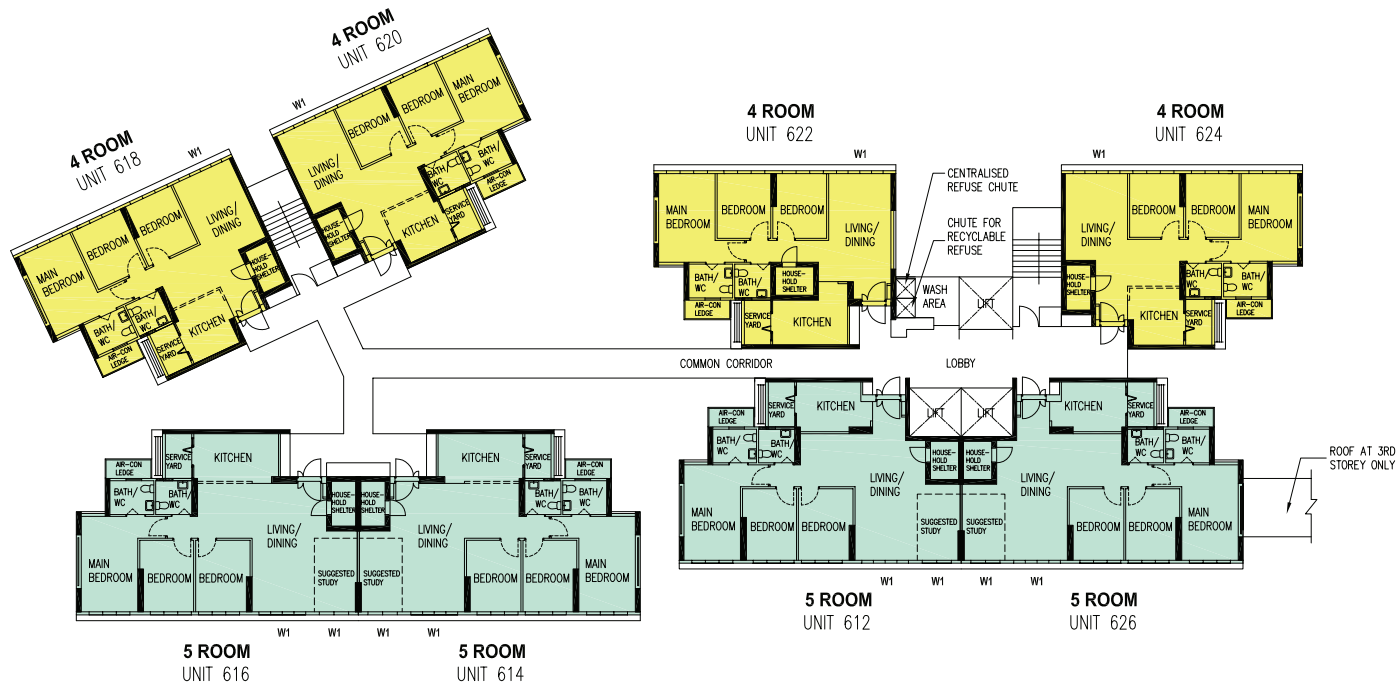 4 ROOM
UNIT 620
W1
LIVING/
DINING
BEDROOM
BEDROOM
MAIN
BEDROOM
BATH/
WC
BATH/
WC
AIR-CON
LEDGE
HOUSE-
HOLD
SHELTER
KITCHEN
SERVICE
YARD
4 ROOM
UNIT 618
W1
MAIN
BEDROOM
BEDROOM
BEDROOM
LIVING/
DINING
HOUSE-
HOLD
SHELTER
BATH/
WC
BATH/
WC
AIR-CON
LEDGE
SERVICE
YARD
KITCHEN
4 ROOM
UNIT 622
W1
MAIN
BEDROOM
BEDROOM
BEDROOM
LIVING/
DINING
BATH/
WC
BATH/
WC
HOUSE-
HOLD
SHELTER
AIR-CON
LEDGE
SERVICE
YARD
KITCHEN
CENTRALISED
REFUSE CHUTE
CHUTE FOR
RECYCLABLE
REFUSE
WASH
AREA
LIFT
4 ROOM
UNIT 624
W1
LIVING/
DINING
BEDROOM
BEDROOM
MAIN
BEDROOM
HOUSE-
HOLD
SHELTER
BATH/
WC
BATH/
WC
AIR-CON
LEDGE
KITCHEN
SERVICE
YARD
COMMON CORRIDOR
LOBBY
LIFT
LIFT
SERVICE
YARD
KITCHEN
AIR-CON
LEDGE
BATH/
WC
BATH/
WC
HOUSE-
HOLD
SHELTER
LIVING/
DINING
MAIN
BEDROOM
BEDROOM
BEDROOM
SUGGESTED
STUDY
W1
W1
5 ROOM
UNIT 612
KITCHEN
SERVICE
YARD
AIR-CON
LEDGE
HOUSE-
HOLD
SHELTER
BATH/
WC
BATH/
WC
LIVING/
DINING
SUGGESTED
STUDY
BEDROOM
BEDROOM
MAIN
BEDROOM
W1
W1
5 ROOM
UNIT 626
ROOF AT 3RD
STOREY ONLY
AIR-CON
LEDGE
SERVICE
YARD
KITCHEN
BATH/
WC
BATH/
WC
HOUSE-
HOLD
SHELTER
LIVING/
DINING
MAIN
BEDROOM
BEDROOM
BEDROOM
SUGGESTED
STUDY
W1
W1
5 ROOM
UNIT 616
KITCHEN
SERVICE
YARD
AIR-CON
LEDGE
HOUSE-
HOLD
SHELTER
BATH/
WC
BATH/
WC
LIVING/
DINING
SUGGESTED
STUDY
BEDROOM
BEDROOM
MAIN
BEDROOM
W1
W1
5 ROOM
UNIT 614